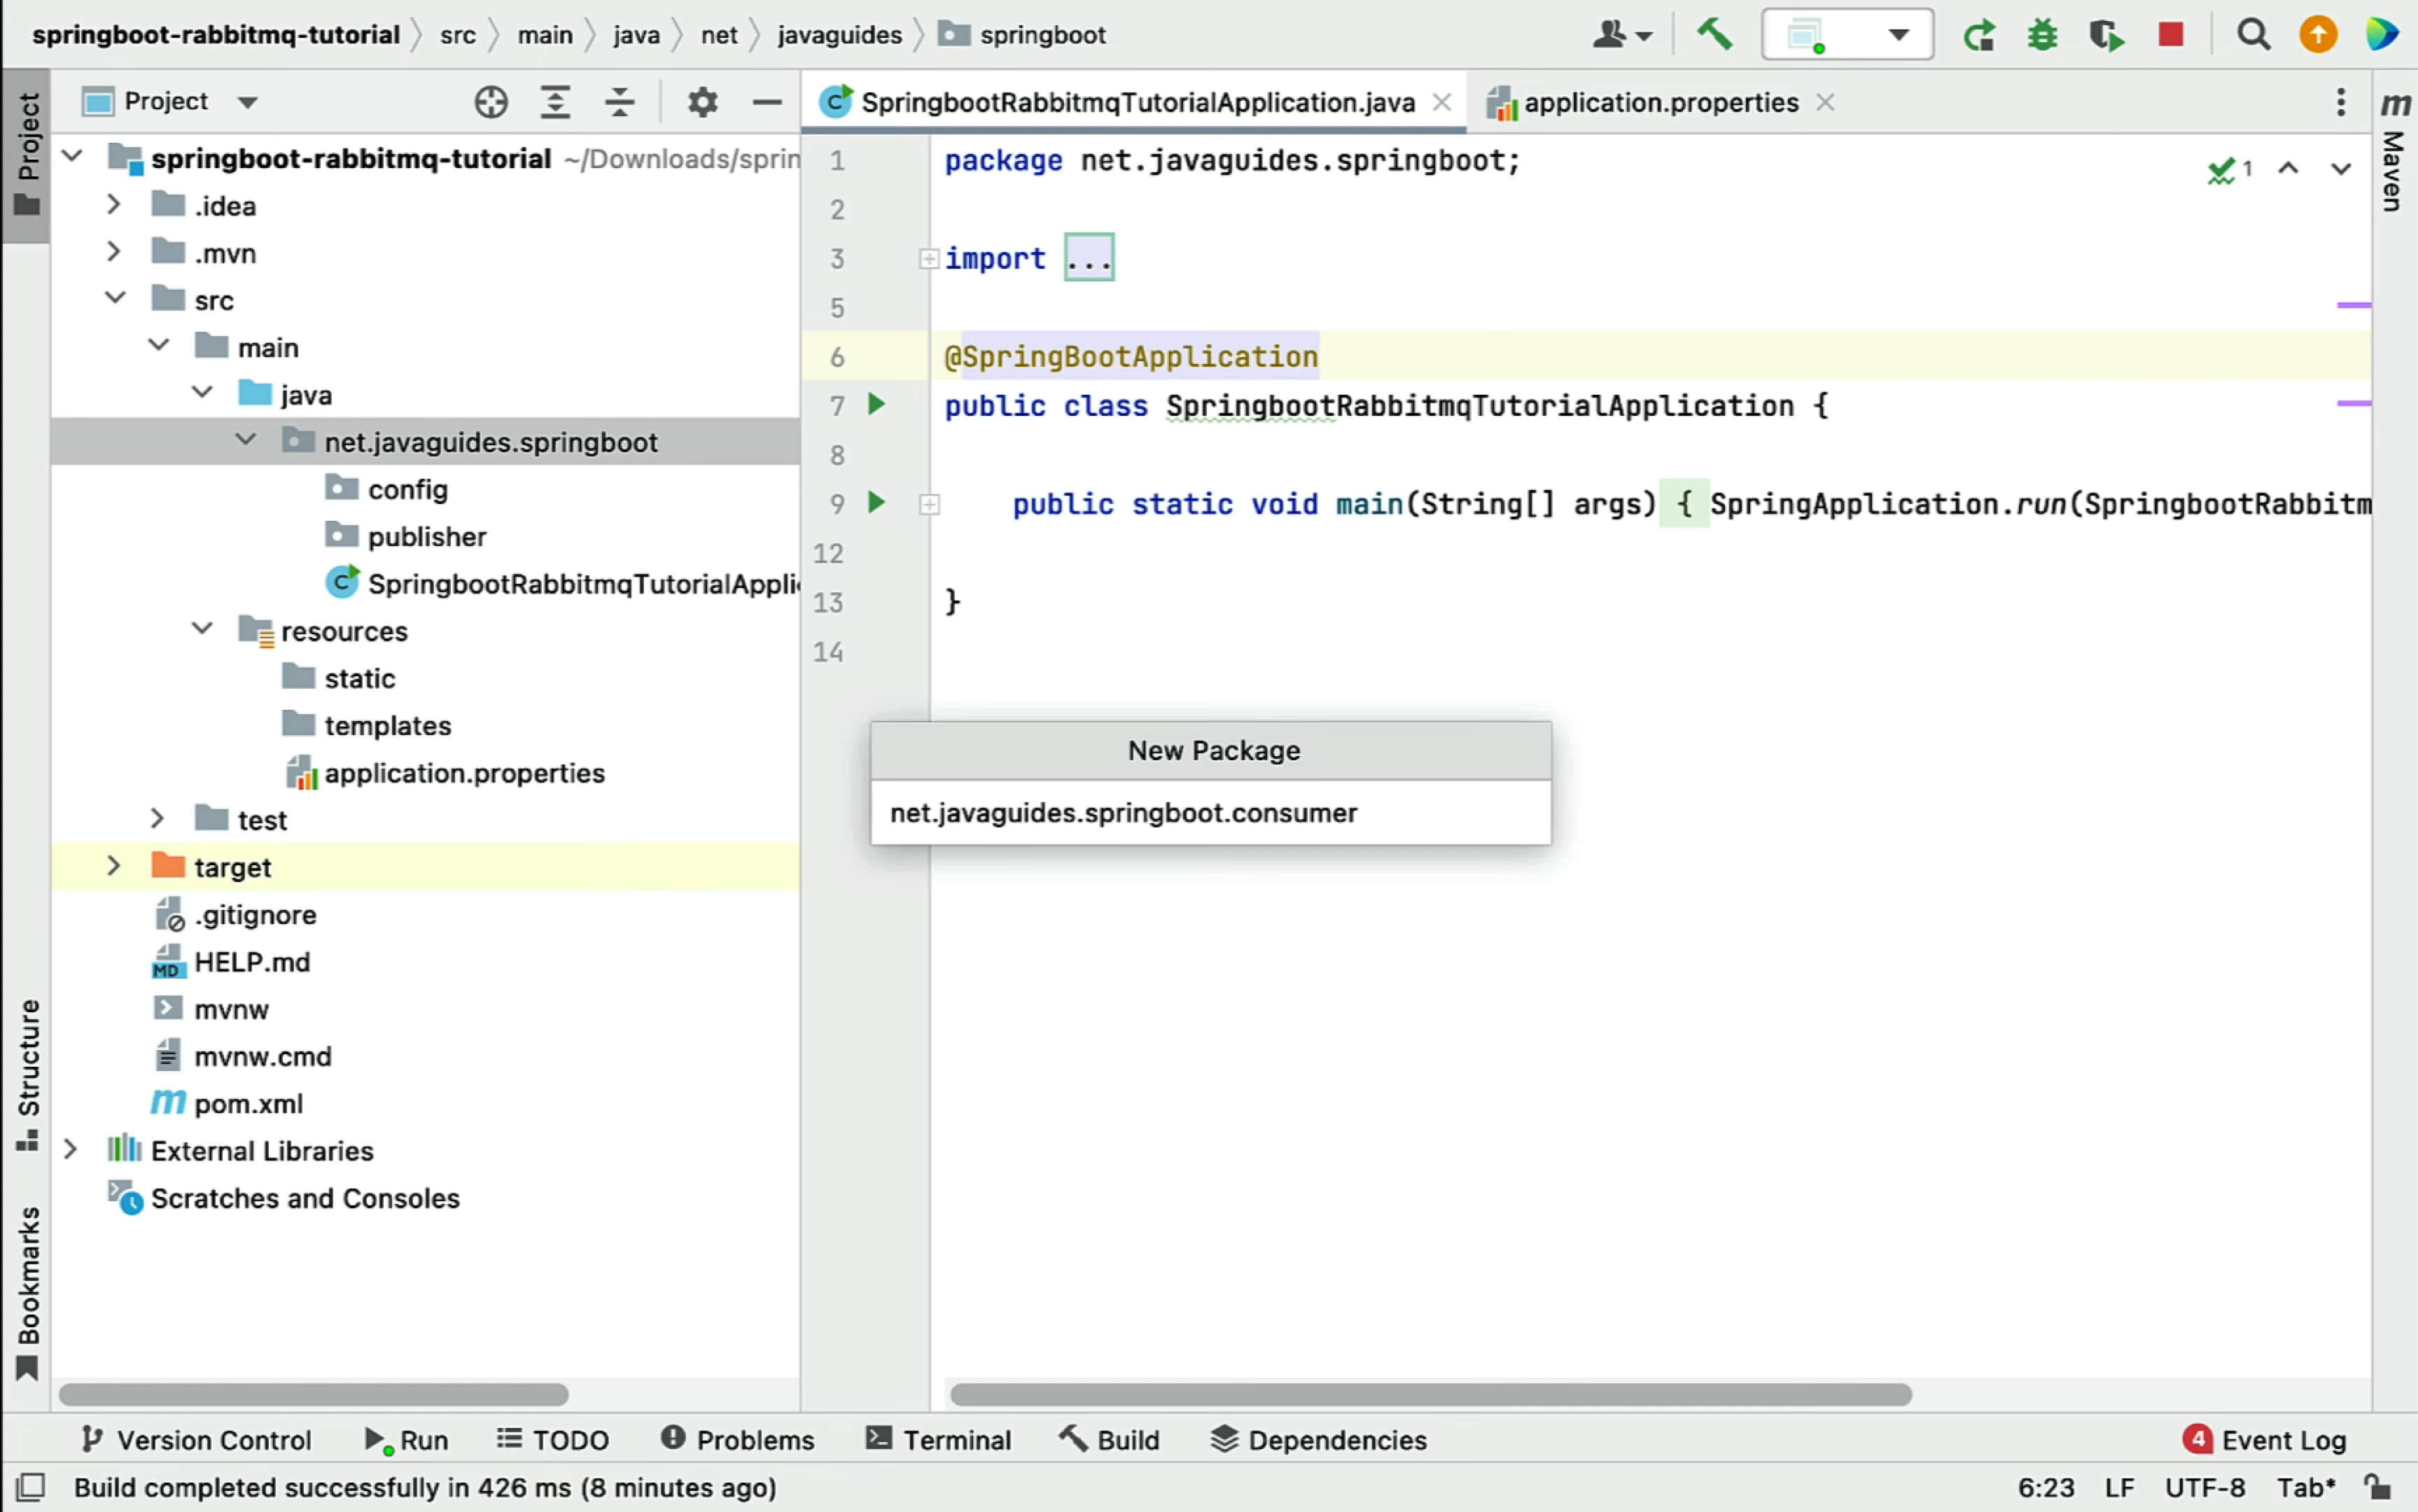 springboot-rabbitmq-tutorial src main java net javaguides springboot
Project
SpringbootRabbitmqTutorialApplication.java
application.properties
Project
m Maven
Structure
Bookmarks
springboot-rabbitmq-tutorial ~/Downloads/sprin
.idea
.mvn
src
main
java
net.javaguides.springboot
config
publisher
SpringbootRabbitmqTutorialAppli
resources
static
templates
application.properties
test
target
.gitignore
HELP.md
mvnw
mvnw.cmd
pom.xml
External Libraries
Scratches and Consoles
1 package net.javaguides.springboot;
1
2
3 import ...
5
6 @SpringBootApplication
7 public class SpringbootRabbitmqTutorialApplication {
8
9 public static void main(String[] args) { SpringApplication.run(SpringbootRabbitm
12
13 }
14
New Package
net.javaguides.springboot.consumer
Version Control Run TODO Problems Terminal Build Dependencies 4 Event Log
Build completed successfully in 426 ms (8 minutes ago) 6:23 LF UTF-8 Tab*